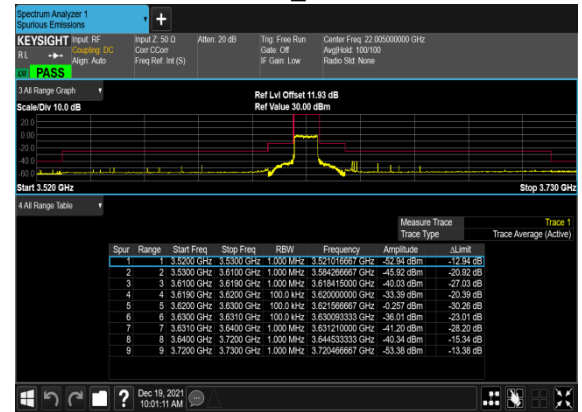 Spectrum Analyzer 1
Spurious Emissions
KEYSIGHT Input: RF Input Z: 50 Ω Atten: 20 dB Trig: Free Run Center Freq: 22.005000000 GHz
RL Coupling: DC Corr CCorr Gate: Off Avg|Hold: 100/100
Align: Auto Freq Ref: Int (S) IF Gain: Low Radio Std: None
PASS
3 All Range Graph
Ref Lvl Offset 11.93 dB
Scale/Div 10.0 dB Ref Value 30.00 dBm
20.0
0.00
-20.0
-40.0
-60.0
Start 3.520 GHz Stop 3.730 GHz
4 All Range Table
Measure Trace Trace 1
Trace Type Trace Average (Active)
Spur Range Start Freq Stop Freq RBW Frequency Amplitude ΔLimit
1 1 3.5200 GHz 3.5300 GHz 1.000 MHz 3.521016667 GHz -52.94 dBm -12.94 dB
2 2 3.5300 GHz 3.6100 GHz 1.000 MHz 3.584266667 GHz -45.92 dBm -20.92 dB
3 3 3.6100 GHz 3.6190 GHz 1.000 MHz 3.618415000 GHz -40.03 dBm -27.03 dB
4 4 3.6190 GHz 3.6200 GHz 100.0 kHz 3.620000000 GHz -33.39 dBm -20.39 dB
5 5 3.6200 GHz 3.6300 GHz 100.0 kHz 3.621566667 GHz -0.257 dBm -30.26 dB
6 6 3.6300 GHz 3.6310 GHz 100.0 kHz 3.630093333 GHz -36.01 dBm -23.01 dB
7 7 3.6310 GHz 3.6400 GHz 1.000 MHz 3.631210000 GHz -41.20 dBm -28.20 dB
8 8 3.6400 GHz 3.7200 GHz 1.000 MHz 3.644533333 GHz -40.34 dBm -15.34 dB
9 9 3.7200 GHz 3.7300 GHz 1.000 MHz 3.720466667 GHz -53.38 dBm -13.38 dB
? Dec 19, 2021
10:01:11 AM